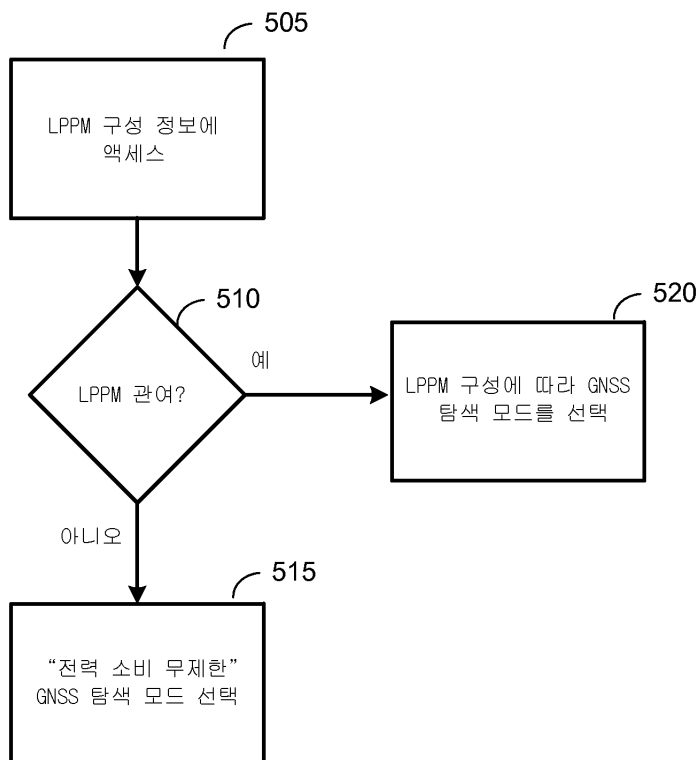 505
LPPM 구성 정보에
액세스
510
LPPM 관여?
예
520
LPPM 구성에 따라 GNSS
탐색 모드를 선택
아니오
515
“전력 소비 무제한”
GNSS 탐색 모드 선택